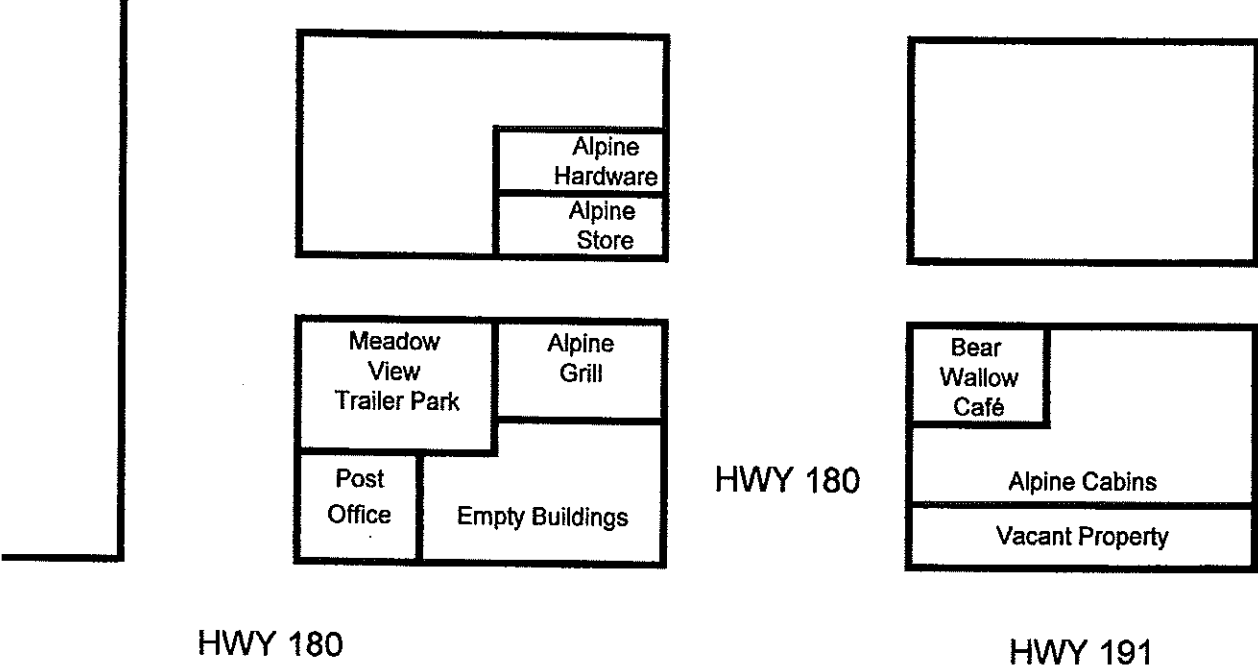 Alpine
Hardware
Alpine
Store
Meadow
View
Trailer Park
Alpine
Grill
Post
Office
Empty Buildings
HWY 180
Bear
Wallow
Café
Alpine Cabins
Vacant Property
HWY 180
HWY 191